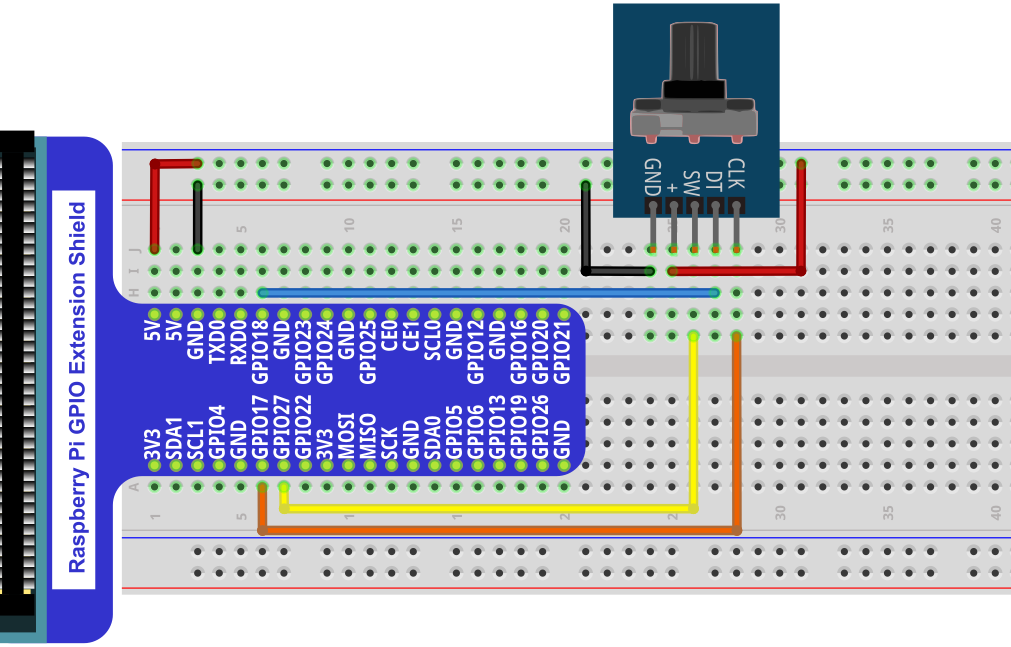 Raspberry Pi GPIO Extension Shield
GND
+
SW
DT
CLK
5
10
15
20
30
35
40
J
I
H
5V
5V
GND
TXD0
RXD0
GPIO18
GND
GPIO23
GPIO24
GND
GPIO25
CE0
CE1
SCL0
GND
GPIO12
GND
GPIO16
GPIO20
GPIO21
3V3
SDA1
SCL1
GPIO4
GND
GPIO17
GPIO27
GPIO22
3V3
MOSI
MISO
SCK
GND
SDA0
GPIO5
GPIO6
GPIO13
GPIO19
GPIO26
GND
A
1
5
1
1
2
30
35
40